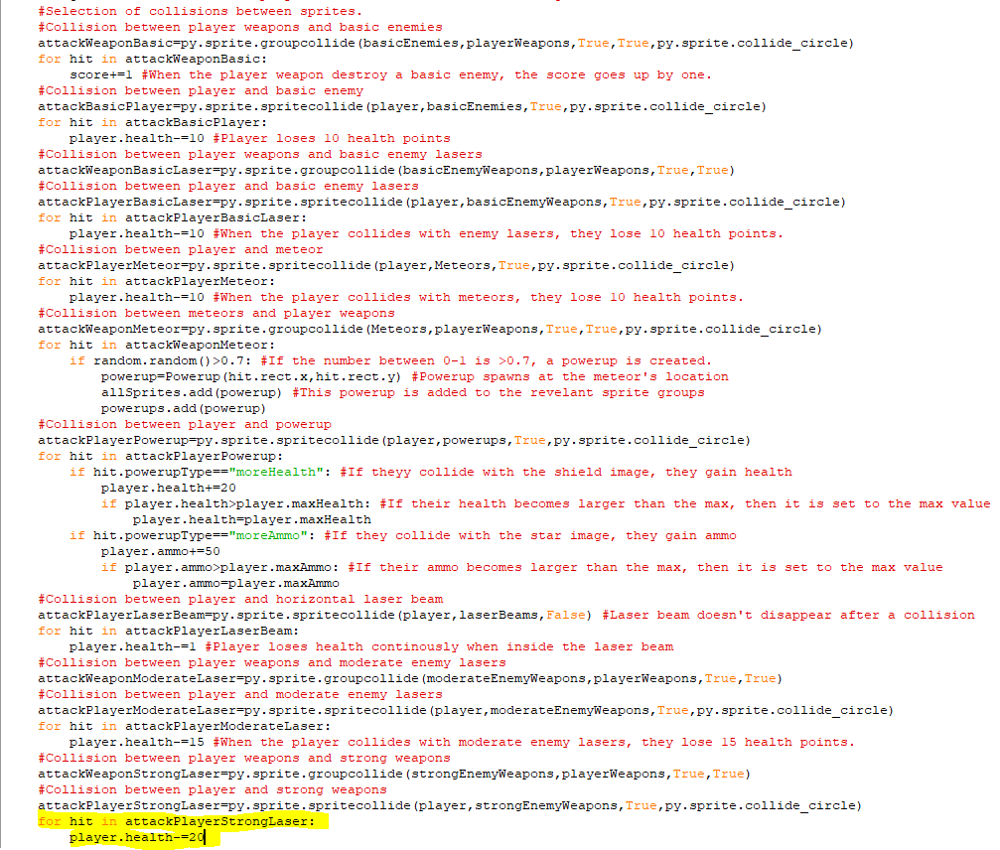 #Selection of collisions between sprites.
#Collision between player weapons and basic enemies
attackWeaponBasic=py.sprite.groupcollide(basicEnemies,playerWeapons,True,True,py.sprite.collide_circle)
for hit in attackWeaponBasic:
    score+=1 #When the player weapon destroy a basic enemy, the score goes up by one.
#Collision between player and basic enemy
attackBasicPlayer=py.sprite.spritecollide(player,basicEnemies,True,py.sprite.collide_circle)
for hit in attackBasicPlayer:
    player.health-=10 #Player loses 10 health points
#Collision between player weapons and basic enemy lasers
attackWeaponBasicLaser=py.sprite.groupcollide(basicEnemyWeapons,playerWeapons,True,True)
#Collision between player and basic enemy lasers
attackPlayerBasicLaser=py.sprite.spritecollide(player,basicEnemyWeapons,True,py.sprite.collide_circle)
for hit in attackPlayerBasicLaser:
    player.health-=10 #When the player collides with enemy lasers, they lose 10 health points.
#Collision between player and meteor
attackPlayerMeteor=py.sprite.spritecollide(player,Meteors,True,py.sprite.collide_circle)
for hit in attackPlayerMeteor:
    player.health-=10 #When the player collides with meteors, they lose 10 health points.
#Collision between meteors and player weapons
attackWeaponMeteor=py.sprite.groupcollide(Meteors,playerWeapons,True,True,py.sprite.collide_circle)
for hit in attackWeaponMeteor:
    if random.random()>0.7: #If the number between 0-1 is >0.7, a powerup is created.
        powerup=Powerup(hit.rect.x,hit.rect.y) #Powerup spawns at the meteor's location
        allSprites.add(powerup) #This powerup is added to the revelant sprite groups
        powerups.add(powerup)
#Collision between player and powerup
attackPlayerPowerup=py.sprite.spritecollide(player,powerups,True,py.sprite.collide_circle)
for hit in attackPlayerPowerup:
    if hit.powerupType=="moreHealth": #If theyy collide with the shield image, they gain health
        player.health+=20
        if player.health>player.maxHealth: #If their health becomes larger than the max, then it is set to the max value
            player.health=player.maxHealth
    if hit.powerupType=="moreAmmo": #If they collide with the star image, they gain ammo
        player.ammo+=50
        if player.ammo>player.maxAmmo: #If their ammo becomes larger than the max, then it is set to the max value
            player.ammo=player.maxAmmo
#Collision between player and horizontal laser beam
attackPlayerLaserBeam=py.sprite.spritecollide(player,laserBeams,False) #Laser beam doesn't disappear after a collision
for hit in attackPlayerLaserBeam:
    player.health-=1 #Player loses health continously when inside the laser beam
#Collision between player weapons and moderate enemy lasers
attackWeaponModerateLaser=py.sprite.groupcollide(moderateEnemyWeapons,playerWeapons,True,True)
#Collision between player and moderate enemy lasers
attackPlayerModerateLaser=py.sprite.spritecollide(player,moderateEnemyWeapons,True,py.sprite.collide_circle)
for hit in attackPlayerModerateLaser:
    player.health-=15 #When the player collides with moderate enemy lasers, they lose 15 health points.
#Collision between player weapons and strong weapons
attackWeaponStrongLaser=py.sprite.groupcollide(strongEnemyWeapons,playerWeapons,True,True)
#Collision between player and strong weapons
attackPlayerStrongLaser=py.sprite.spritecollide(player,strongEnemyWeapons,True,py.sprite.collide_circle)
for hit in attackPlayerStrongLaser:
    player.health-=20